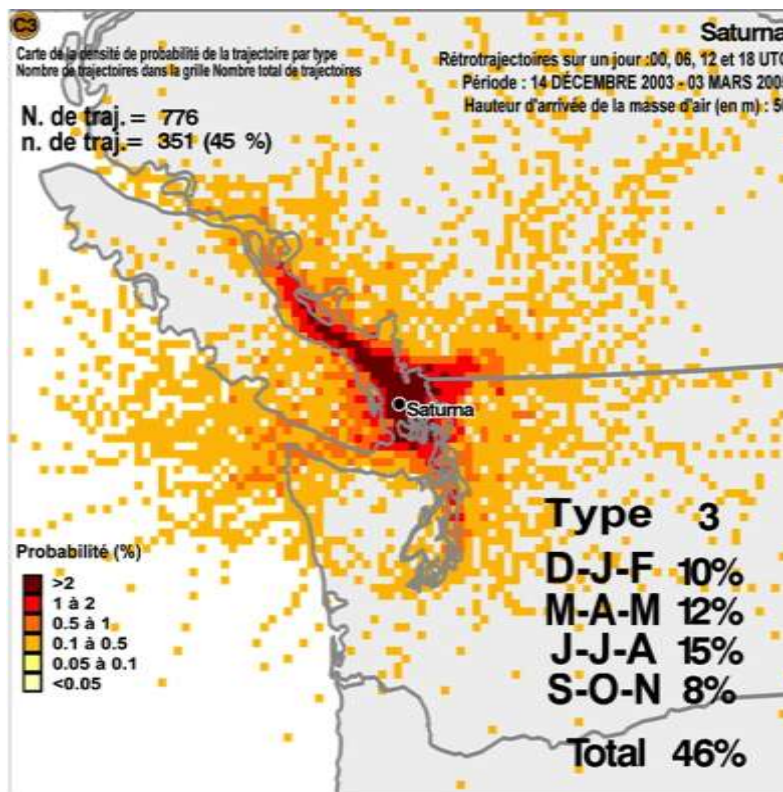 C3
Saturna
Carte de la densité de probabilité de la trajectoire par type
Nombre de trajectoires dans la grille Nombre total de trajectoires
Rétrotrajectoires sur un jour :00, 06, 12 et 18 UTC
Période : 14 DÉCEMBRE 2003 - 03 MARS
Hauteur d'arrivée de la masse d'air (en m) :
N. de traj.= 776
n. de traj.= 351 (45 %)
Saturna
Type 3
D-J-F 10%
M-A-M 12%
J-J-A 15%
S-O-N 8%
Total 46%
Probabilité (%)
>2
1 à 2
0.5 à 1
0.1 à 0.5
0.05 à 0.1
<0.05